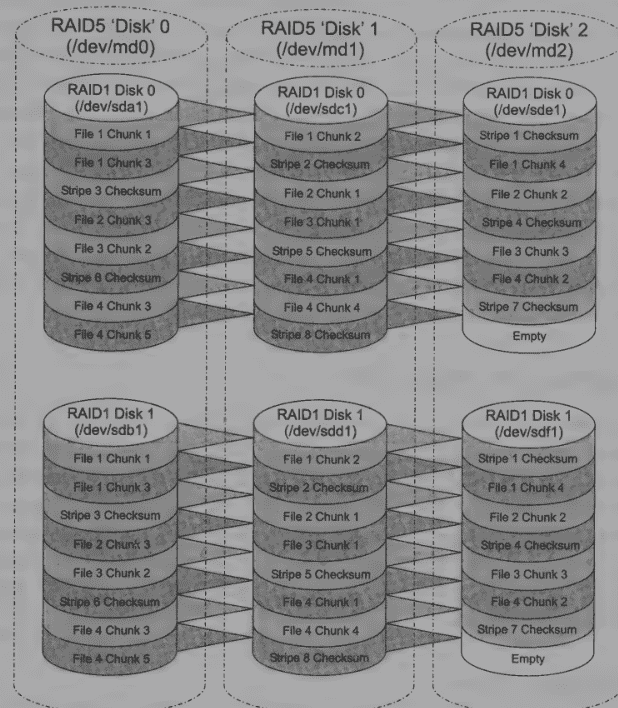 RAID5 'Disk' 0
(/dev/md0)
RAID5 'Disk' 1
(/dev/md1)
RAID5 'Disk' 2
(/dev/md2)
RAID1 Disk 0
(/dev/sda1)
File 1 Chunk 1
File 1 Chunk 3
Stripe 3 Checksum
File 2 Chunk 3
File 3 Chunk 2
Stripe 6 Checksum
File 4 Chunk 3
File 4 Chunk 5
RAID1 Disk 0
(/dev/sdc1)
File 1 Chunk 2
Stripe 2 Checksum
File 2 Chunk 1
File 3 Chunk 1
Stripe 5 Checksum
File 4 Chunk 1
File 4 Chunk 4
Stripe 8 Checksum
RAID1 Disk 0
(/dev/sde1)
Stripe 1 Checksum
File 1 Chunk 4
File 2 Chunk 2
Stripe 4 Checksum
File 3 Chunk 3
File 4 Chunk 2
Stripe 7 Checksum
Empty
RAID1 Disk 1
(/dev/sdb1)
File 1 Chunk 1
File 1 Chunk 3
Stripe 3 Checksum
File 2 Chunk 3
File 3 Chunk 2
Stripe 6 Checksum
File 4 Chunk 3
File 4 Chunk 5
RAID1 Disk 1
(/dev/sdd1)
File 1 Chunk 2
Stripe 2 Checksum
File 2 Chunk 1
File 3 Chunk 1
Stripe 5 Checksum
File 4 Chunk 1
File 4 Chunk 4
Stripe 8 Checksum
RAID1 Disk 1
(/dev/sdf1)
Stripe 1 Checksum
File 1 Chunk 4
File 2 Chunk 2
Stripe 4 Checksum
File 3 Chunk 3
File 4 Chunk 2
Stripe 7 Checksum
Empty